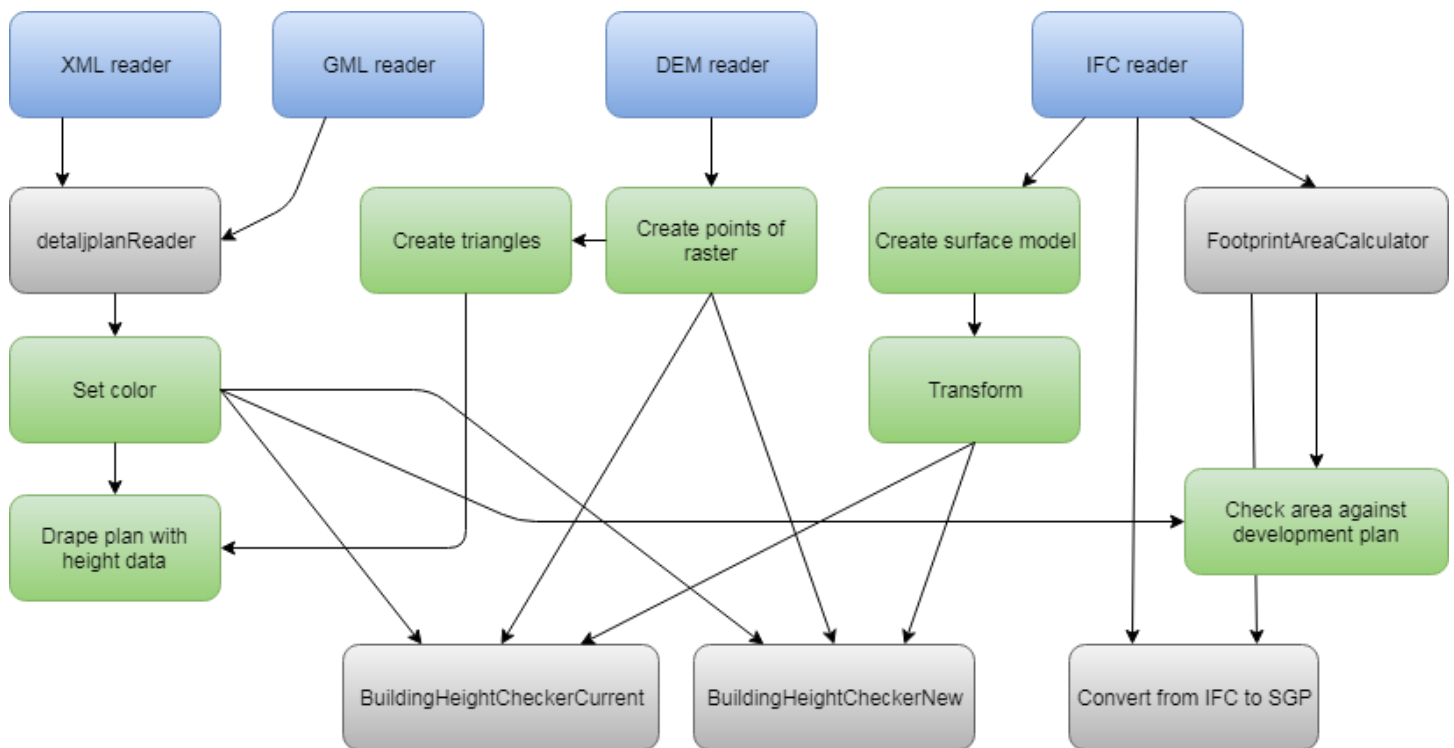 XML reader
GML reader
DEM reader
IFC reader
detaljplanReader
Create triangles
Create points of
raster
Create surface model
FootprintAreaCalculator
Set color
Transform
Drape plan with
height data
Check area against
development plan
BuildingHeightCheckerCurrent
BuildingHeightCheckerNew
Convert from IFC to SGP